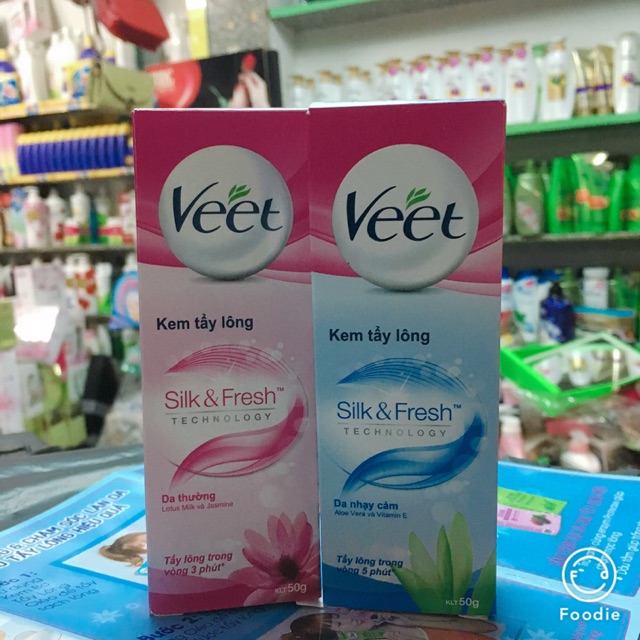 Veet
Kem tẩy lông
Silk & Fresh™
TECHNOLOGY
Da thường
Lotus Milk và Jasmine
Tẩy lông trong
vòng 3 phút*
KLT 50g
Veet
Kem tẩy lông
Silk & Fresh™
TECHNOLOGY
Da nhạy cảm
Aloe Vera và Vitamin E
Tẩy lông trong
vòng 5 phút*
KLT 50g
Foodie